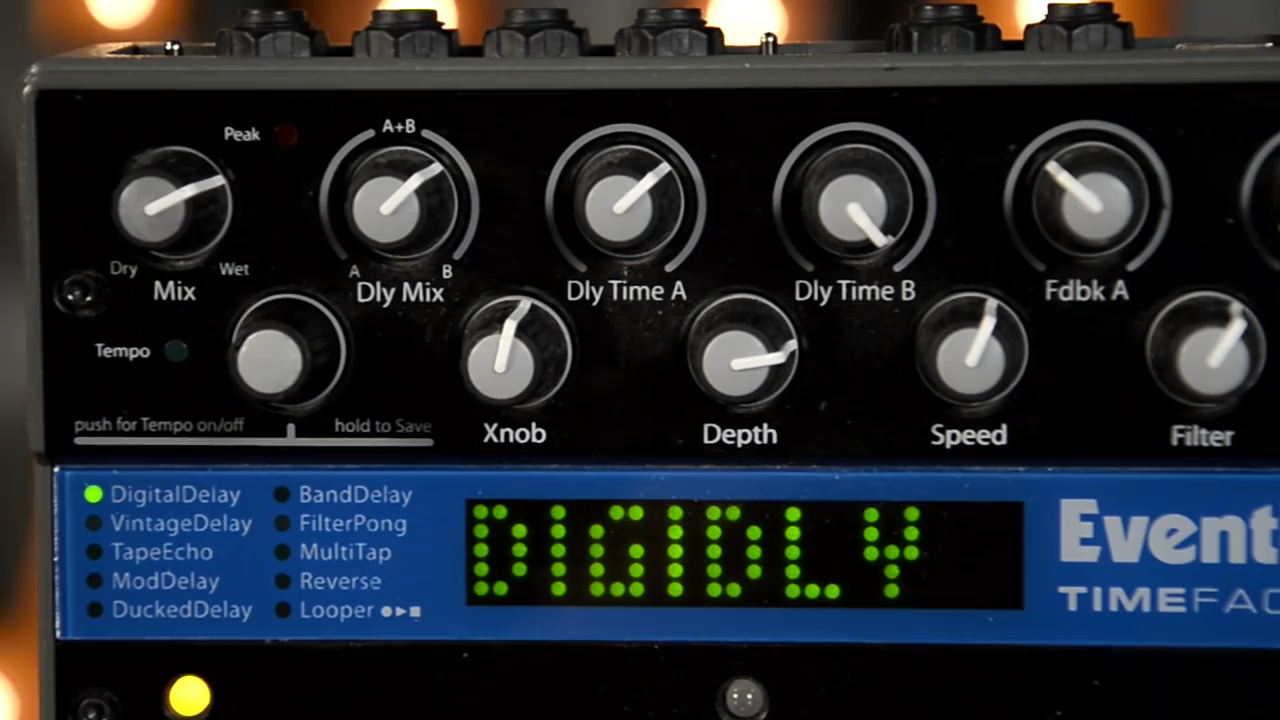 Peak
A+B
Dry Wet
Mix
A B
Dly Mix
Dly Time A
Dly Time B
Fdbk A
Tempo
push for Tempo on/off hold to Save
Xnob
Depth
Speed
Filter
DigitalDelay
VintageDelay
TapeEcho
ModDelay
DuckedDelay
BandDelay
FilterPong
MultiTap
Reverse
Looper
DIGIDLY
Event
TIMEFAC